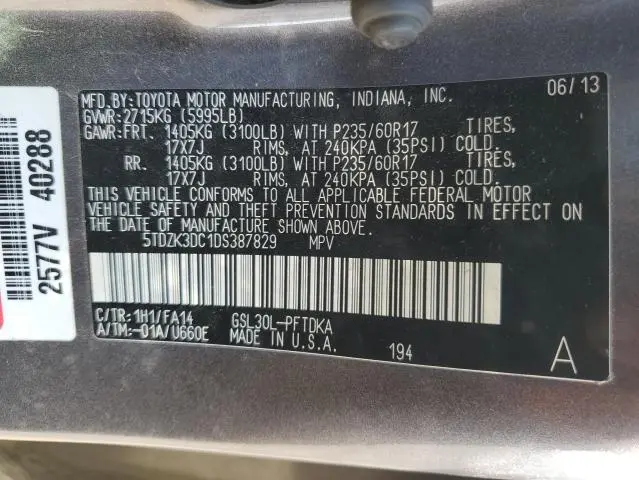 MFD.BY:TOYOTA MOTOR MANUFACTURING, INDIANA, INC. 06/13
GVWR:2715KG (5995LB)
GAWR:FRT. 1405KG (3100LB) WITH P235/60R17 TIRES,
17X7J RIMS, AT 240KPA (35PSI) COLD.
RR. 1405KG (3100LB) WITH P235/60R17 TIRES,
17X7J RIMS, AT 240KPA (35PSI) COLD.
THIS VEHICLE CONFORMS TO ALL APPLICABLE FEDERAL MOTOR
VEHICLE SAFETY AND THEFT PREVENTION STANDARDS IN EFFECT ON
THE DATE OF MANUFACTURE SHOWN ABOVE.
5TDZK3DC1DS387829 MPV
C/TR:1H1/FA14 GSL30L-PFTDKA
A/TM:-01A/U660E MADE IN U.S.A. 194 A
2577V 40288